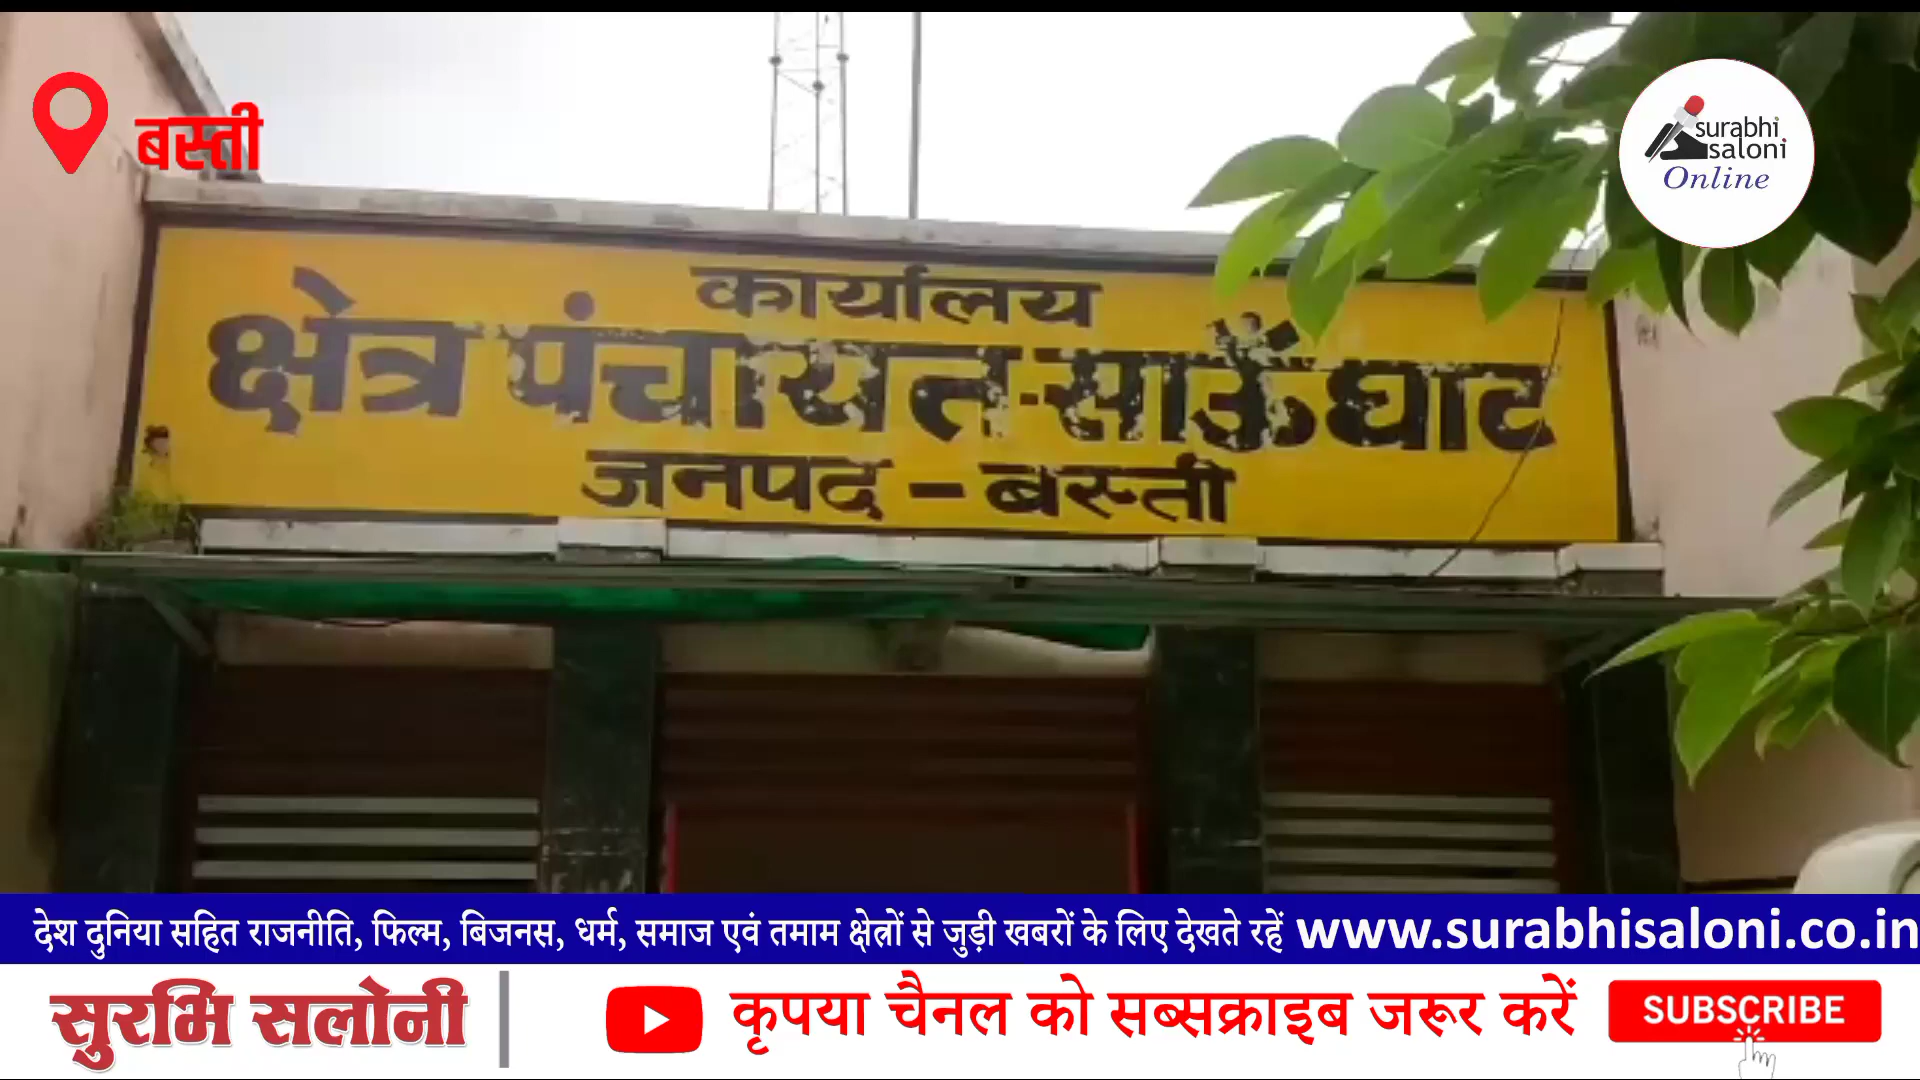 बस्ती
surabhi
saloni
Online
कार्यालय
क्षेत्र पंचायत-साऊँघाट
जनपद - बस्ती
देश दुनिया सहित राजनीति, फिल्म, बिजनस, धर्म, समाज एवं तमाम क्षेत्रों से जुड़ी खबरों के लिए देखते रहें www.surabhisaloni.co.in
सुरभि सलोनी
कृपया चैनल को सब्सक्राइब जरूर करें
SUBSCRIBE